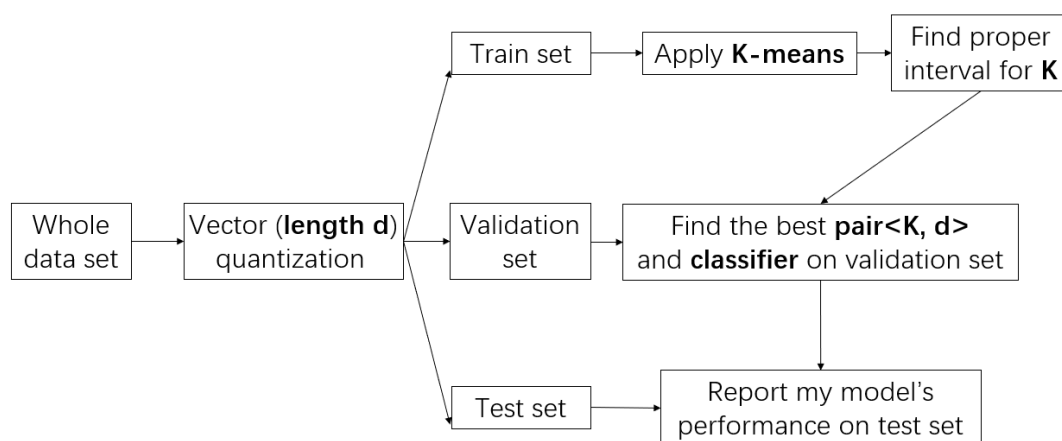 Train set
Apply K-means
Find proper
interval for K
Whole
data set
Vector (length d)
quantization
Validation
set
Find the best pair<K, d>
and classifier on validation set
Test set
Report my model's
performance on test set